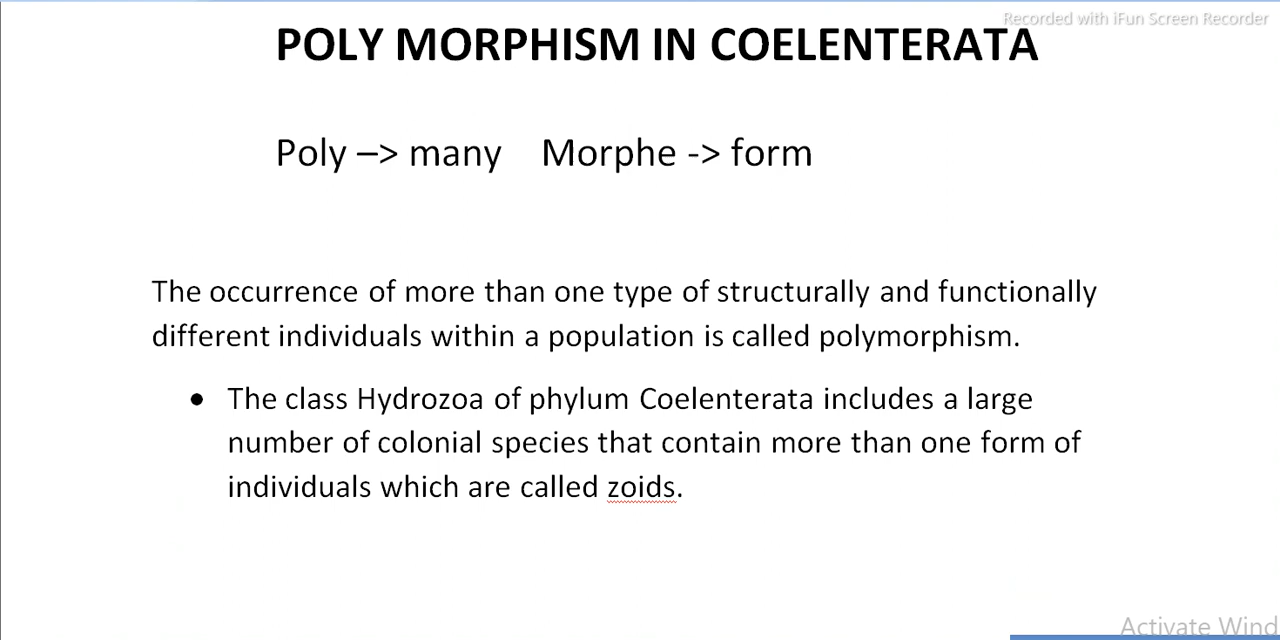 Recorded with iFun Screen Recorder
POLY MORPHISM IN COELENTERATA
Poly –> many Morphe -> form
The occurrence of more than one type of structurally and functionally
different individuals within a population is called polymorphism.
• The class Hydrozoa of phylum Coelenterata includes a large
number of colonial species that contain more than one form of
individuals which are called zoids.
Activate Wind